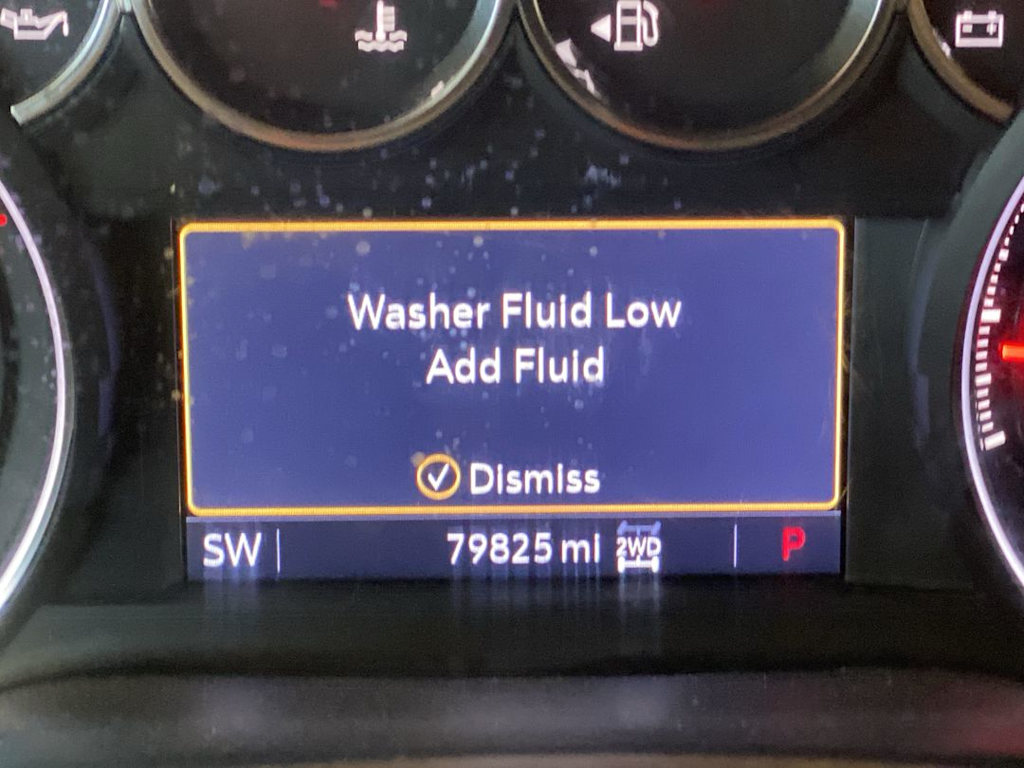 Washer Fluid Low
Add Fluid
Dismiss
SW 79825 mi 2WD P